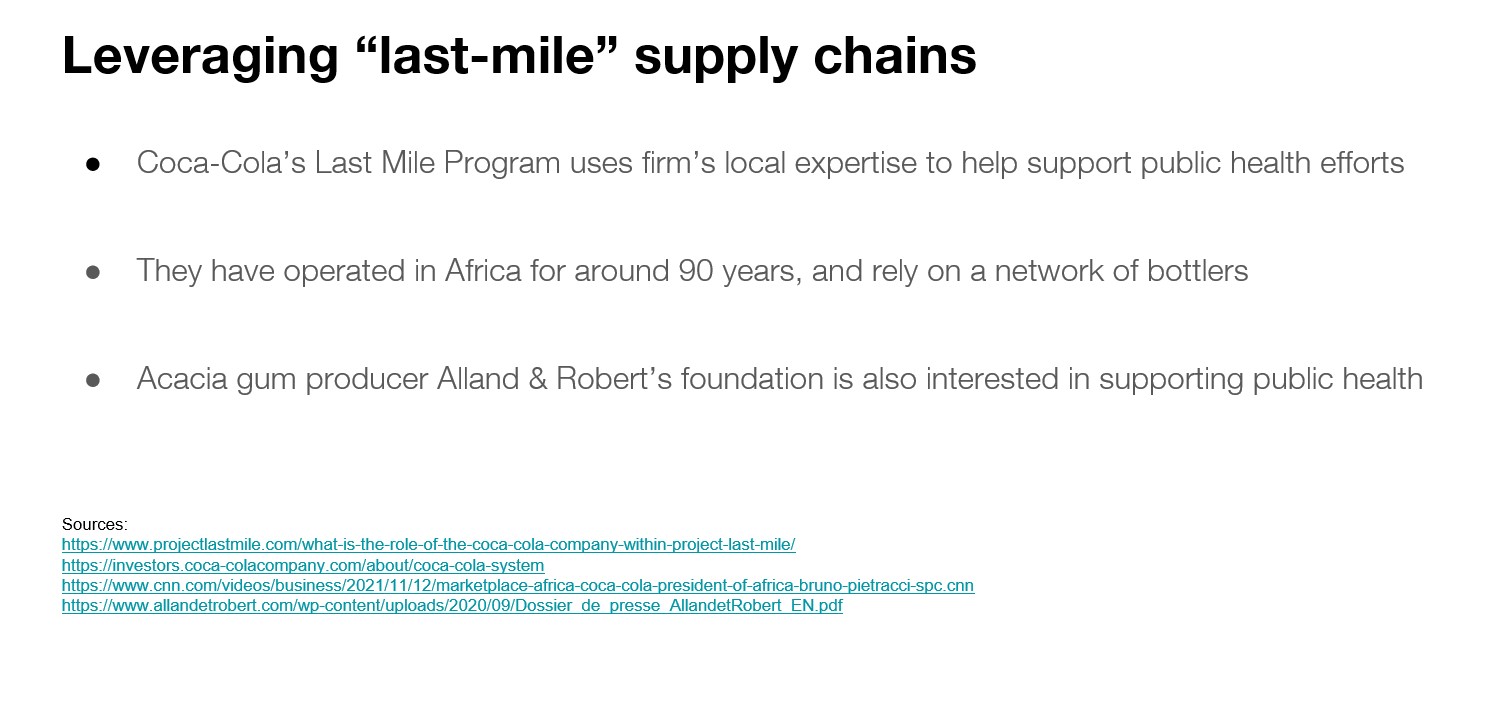 Leveraging “last-mile” supply chains
● Coca-Cola’s Last Mile Program uses firm’s local expertise to help support public health efforts
● They have operated in Africa for around 90 years, and rely on a network of bottlers
● Acacia gum producer Alland & Robert’s foundation is also interested in supporting public health
Sources:
https://www.projectlastmile.com/what-is-the-role-of-the-coca-cola-company-within-project-last-mile/
https://investors.coca-colacompany.com/about/coca-cola-system
https://www.cnn.com/videos/business/2021/11/12/marketplace-africa-coca-cola-president-of-africa-bruno-pietracci-spc.cnn
https://www.allandetrobert.com/wp-content/uploads/2020/09/Dossier_de_presse_AllandetRobert_EN.pdf